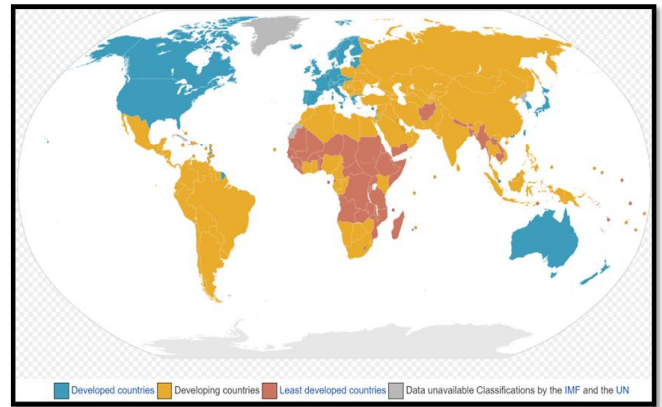 Developed countries Developing countries Least developed countries Data unavailable Classifications by the IMF and the UN